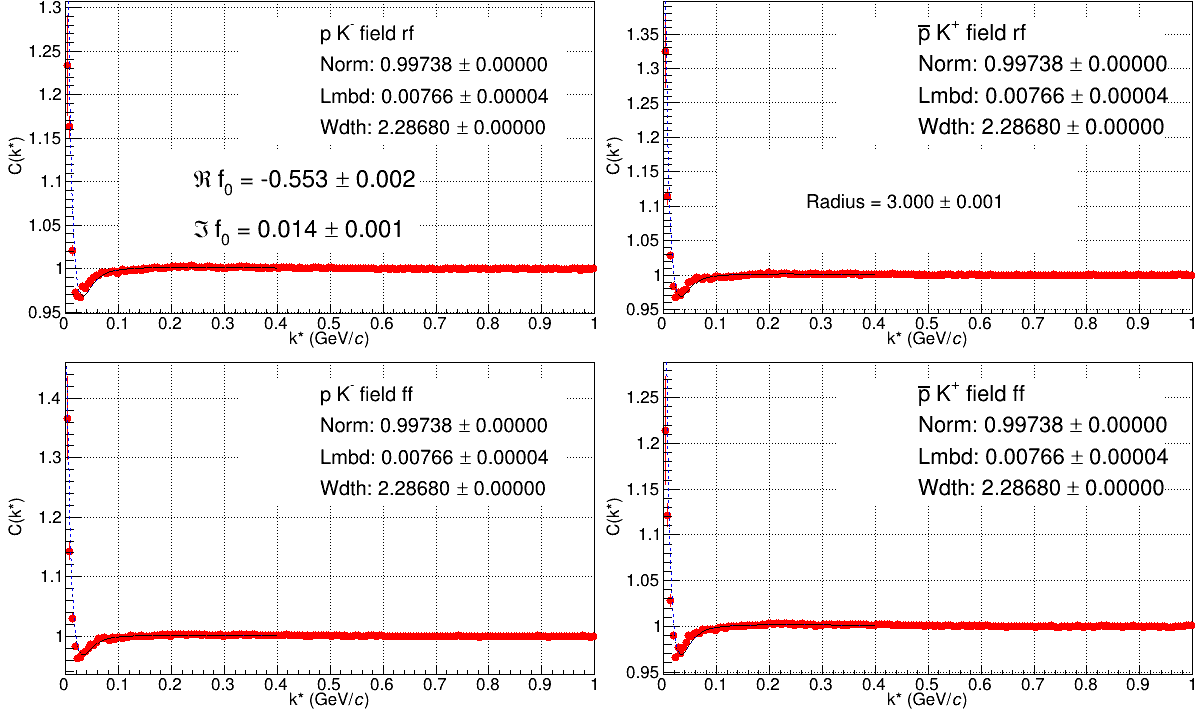 1.3
1.25
1.2
1.15
1.1
1.05
1
0.95
C(k*)
p K⁻ field rf
Norm: 0.99738 ± 0.00000
Lmbd: 0.00766 ± 0.00004
Wdth: 2.28680 ± 0.00000
ℜ f₀ = -0.553 ± 0.002
ℑ f₀ = 0.014 ± 0.001
0 0.1 0.2 0.3 0.4 0.5 0.6 0.7 0.8 0.9 1
k* (GeV/c)
1.35
1.3
1.25
1.2
1.15
1.1
1.05
1
0.95
C(k*)
p̅ K⁺ field rf
Norm: 0.99738 ± 0.00000
Lmbd: 0.00766 ± 0.00004
Wdth: 2.28680 ± 0.00000
Radius = 3.000 ± 0.001
0 0.1 0.2 0.3 0.4 0.5 0.6 0.7 0.8 0.9 1
k* (GeV/c)
1.4
1.3
1.2
1.1
1
C(k*)
p K⁻ field ff
Norm: 0.99738 ± 0.00000
Lmbd: 0.00766 ± 0.00004
Wdth: 2.28680 ± 0.00000
0 0.1 0.2 0.3 0.4 0.5 0.6 0.7 0.8 0.9 1
k* (GeV/c)
1.25
1.2
1.15
1.1
1.05
1
0.95
C(k*)
p̅ K⁺ field ff
Norm: 0.99738 ± 0.00000
Lmbd: 0.00766 ± 0.00004
Wdth: 2.28680 ± 0.00000
0 0.1 0.2 0.3 0.4 0.5 0.6 0.7 0.8 0.9 1
k* (GeV/c)